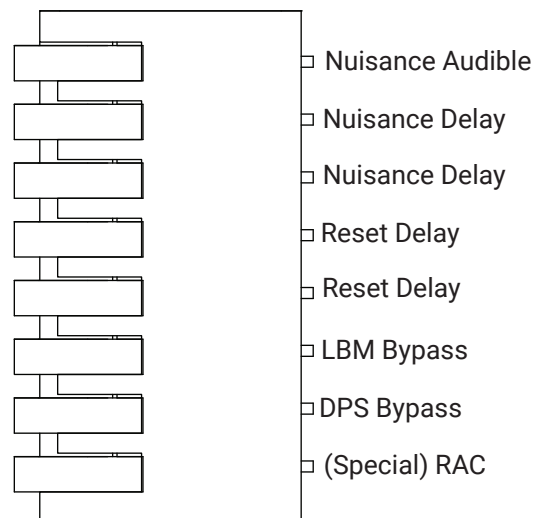 Nuisance Audible
Nuisance Delay
Nuisance Delay
Reset Delay
Reset Delay
LBM Bypass
DPS Bypass
(Special) RAC